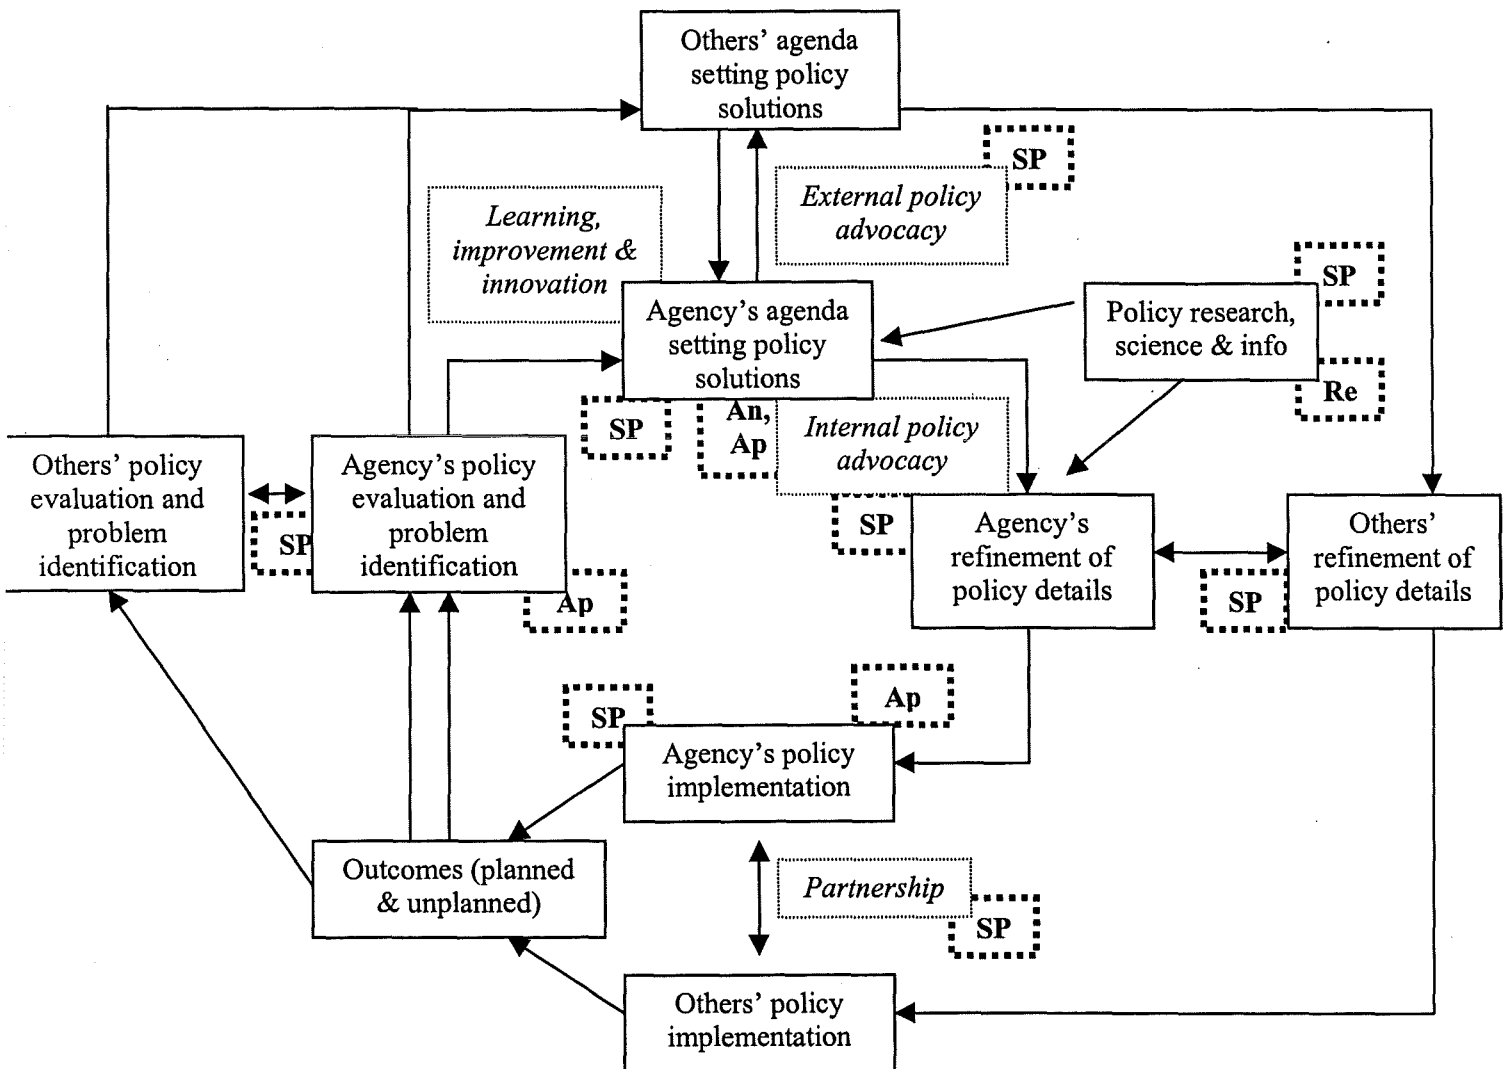 Others’ agenda
setting policy
solutions
SP
External policy
advocacy
Learning,
improvement &
innovation
SP
Policy research,
science & info
Re
Agency’s agenda
setting policy
solutions
SP
An,
Ap
Internal policy
advocacy
SP
Others’ policy
evaluation and
problem
identification
SP
Agency’s policy
evaluation and
problem
identification
Ap
Agency’s
refinement of
policy details
SP
Others’
refinement of
policy details
SP
Ap
Agency’s policy
implementation
Outcomes (planned
& unplanned)
Partnership
SP
Others’ policy
implementation